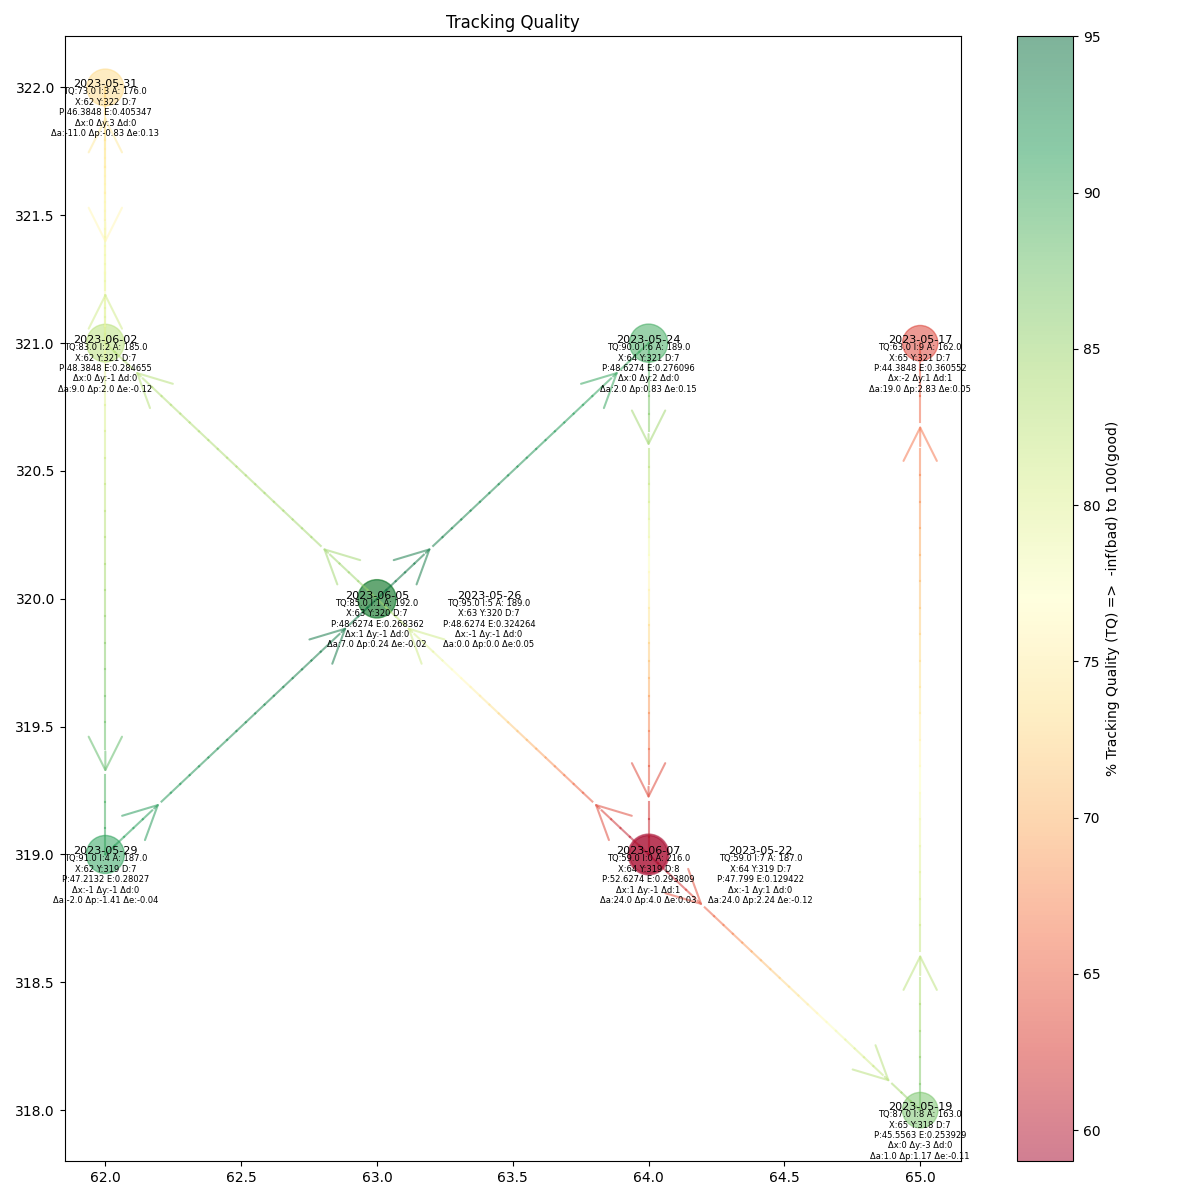 Tracking Quality
2023-05-31
TQ:73.0 I:3 A: 176.0
X:62 Y:322 D:7
P:46.3848 E:0.405347
Δx:0 Δy:3 Δd:0
Δa:-11.0 Δp:-0.83 Δe:0.13
2023-06-02
TQ:83.0 I:2 A: 185.0
X:62 Y:321 D:7
P:48.3848 E:0.284655
Δx:0 Δy:-1 Δd:0
Δa:9.0 Δp:2.0 Δe:-0.12
2023-05-24
TQ:90.0 I:6 A: 189.0
X:64 Y:321 D:7
P:48.6274 E:0.276096
Δx:0 Δy:2 Δd:0
Δa:2.0 Δp:0.83 Δe:0.15
2023-05-17
TQ:63.0 I:9 A: 162.0
X:65 Y:321 D:7
P:44.3848 E:0.360552
Δx:-2 Δy:1 Δd:1
Δa:19.0 Δp:2.83 Δe:0.05
2023-06-05
TQ:85.0 I:1 A: 192.0
X:63 Y:320 D:7
P:48.6274 E:0.268362
Δx:1 Δy:-1 Δd:0
Δa:7.0 Δp:0.24 Δe:-0.02
2023-05-26
TQ:95.0 I:5 A: 189.0
X:63 Y:320 D:7
P:48.6274 E:0.324264
Δx:-1 Δy:-1 Δd:0
Δa:0.0 Δp:0.0 Δe:0.05
2023-05-29
TQ:91.0 I:4 A: 187.0
X:62 Y:319 D:7
P:47.2132 E:0.28027
Δx:-1 Δy:-1 Δd:0
Δa:-2.0 Δp:-1.41 Δe:-0.04
2023-06-07
TQ:59.0 I:0 A: 216.0
X:64 Y:319 D:8
P:52.6274 E:0.293809
Δx:1 Δy:-1 Δd:1
Δa:24.0 Δp:4.0 Δe:0.03
2023-05-22
TQ:59.0 I:7 A: 187.0
X:64 Y:319 D:7
P:47.799 E:0.129422
Δx:-1 Δy:1 Δd:0
Δa:24.0 Δp:2.24 Δe:-0.12
2023-05-19
TQ:87.0 I:8 A: 163.0
X:65 Y:318 D:7
P:45.5563 E:0.253929
Δx:0 Δy:-3 Δd:0
Δa:1.0 Δp:1.17 Δe:-0.11
322.0
321.5
321.0
320.5
320.0
319.5
319.0
318.5
318.0
62.0
62.5
63.0
63.5
64.0
64.5
65.0
95
90
85
80
75
70
65
60
% Tracking Quality (TQ) => -inf(bad) to 100(good)